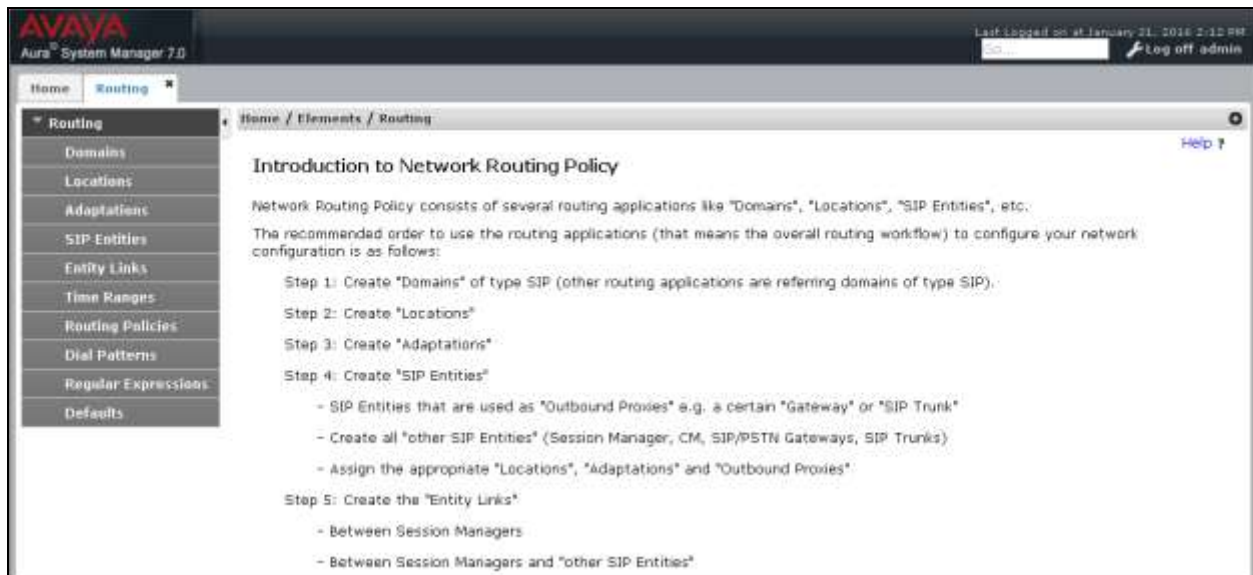 AVAYA
Aura® System Manager 7.0
Last Logged on at January 21, 2016 2:12 PM
Go...
Log off admin
Home
Routing
Routing
Domains
Locations
Adaptations
SIP Entities
Entity Links
Time Ranges
Routing Policies
Dial Patterns
Regular Expressions
Defaults
Home / Elements / Routing
Help ?
Introduction to Network Routing Policy
Network Routing Policy consists of several routing applications like "Domains", "Locations", "SIP Entities", etc.
The recommended order to use the routing applications (that means the overall routing workflow) to configure your network
configuration is as follows:
Step 1: Create "Domains" of type SIP (other routing applications are referring domains of type SIP).
Step 2: Create "Locations"
Step 3: Create "Adaptations"
Step 4: Create "SIP Entities"
- SIP Entities that are used as "Outbound Proxies" e.g. a certain "Gateway" or "SIP Trunk"
- Create all "other SIP Entities" (Session Manager, CM, SIP/PSTN Gateways, SIP Trunks)
- Assign the appropriate "Locations", "Adaptations" and "Outbound Proxies"
Step 5: Create the "Entity Links"
- Between Session Managers
- Between Session Managers and "other SIP Entities"